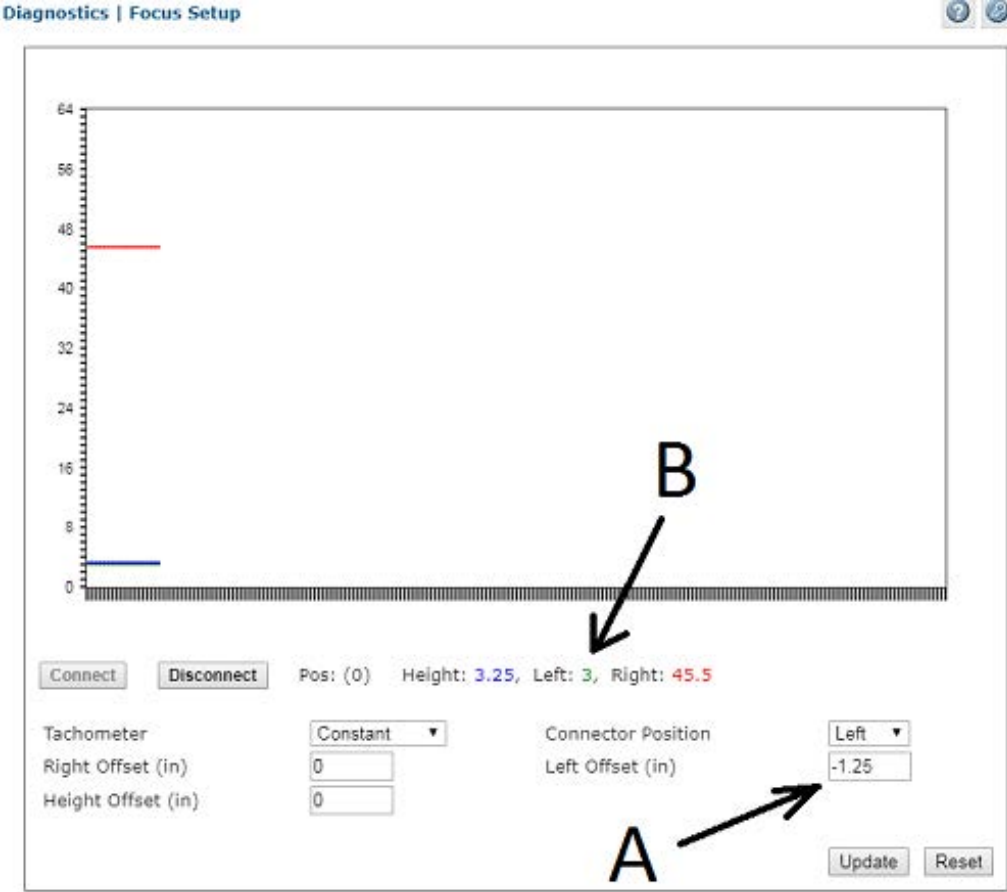 Diagnostics | Focus Setup
64
56
48
40
32
24
16
8
0
B
Connect Disconnect Pos: (0) Height: 3.25, Left: 3, Right: 45.5
Tachometer Constant Connector Position Left
Right Offset (in) 0 Left Offset (in) -1.25
Height Offset (in) 0
A
Update Reset